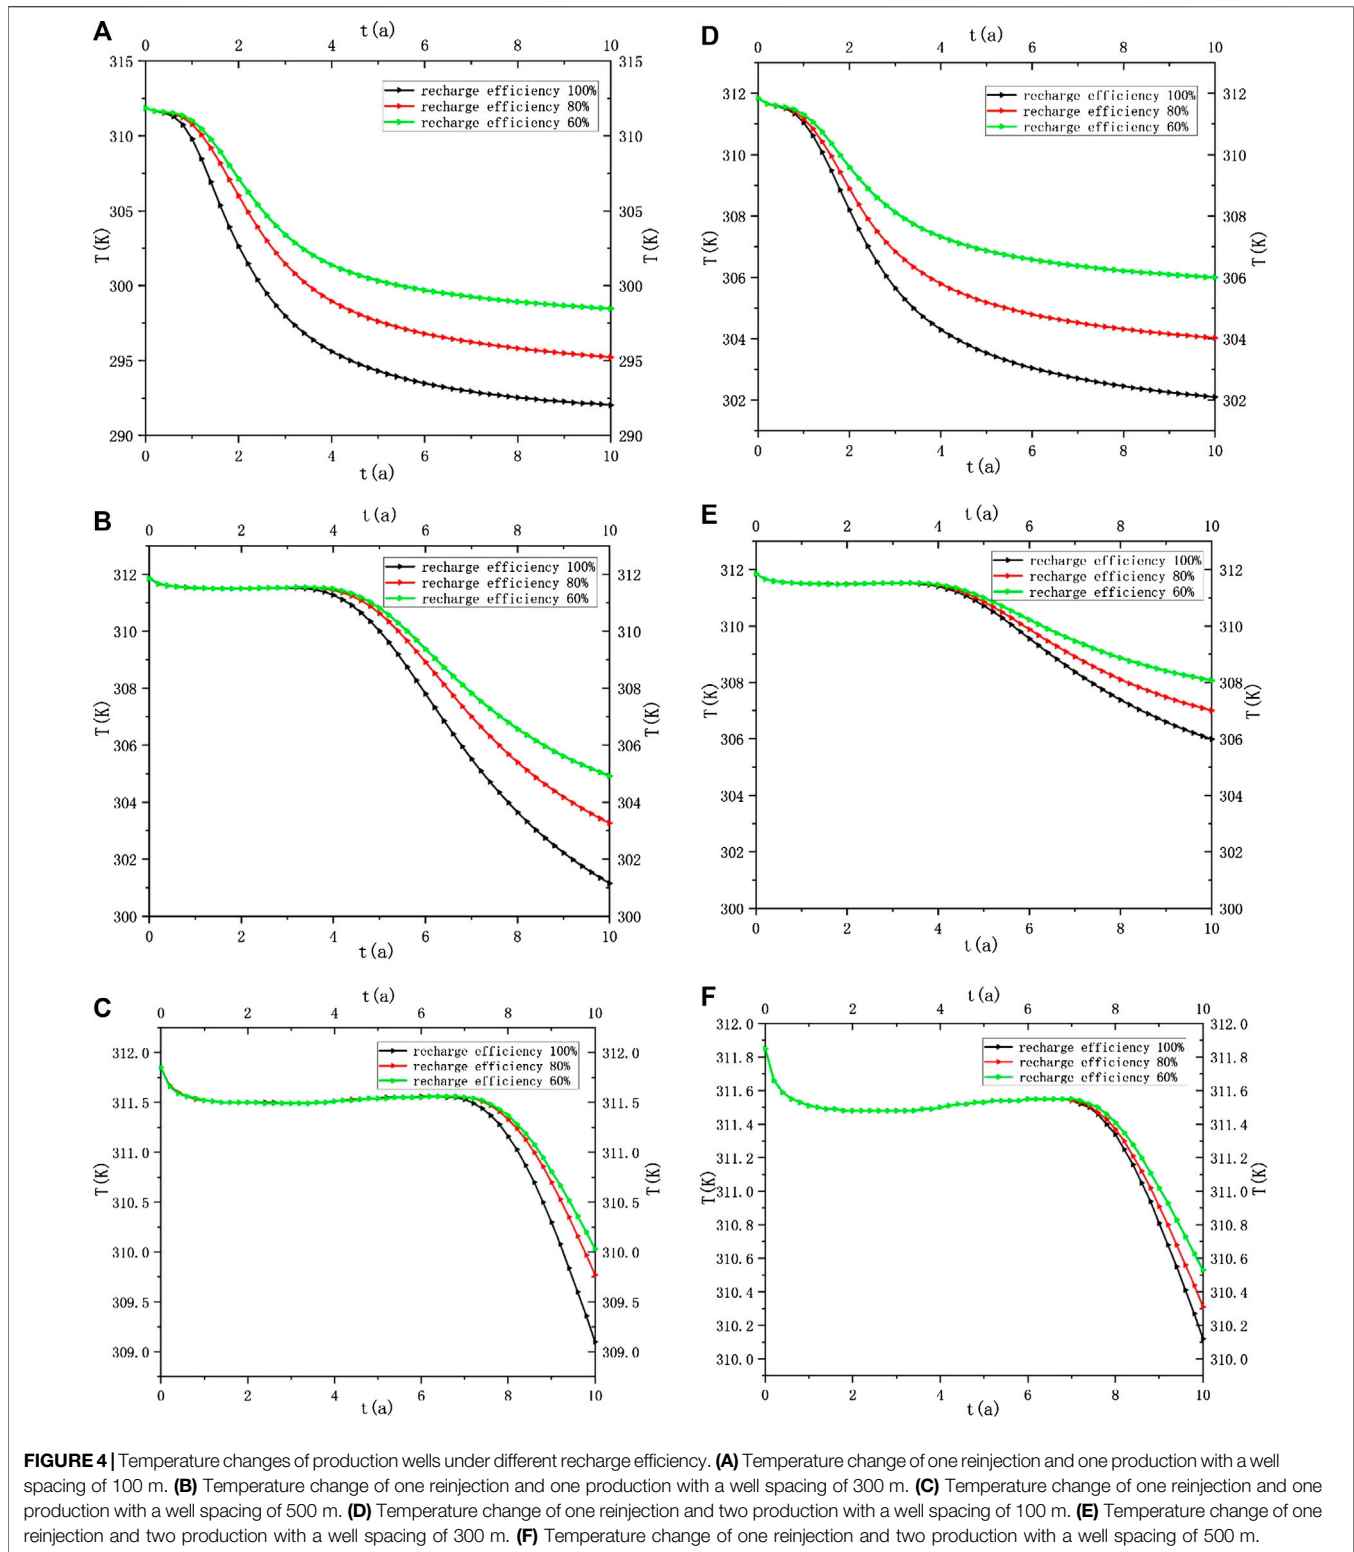 A
t(a)
0 2 4 6 8 10
315 315
310 310
305 305
300 300
295 295
290 290
T(K)
T(K)
recharge efficiency 100%
recharge efficiency 80%
recharge efficiency 60%
0 2 4 6 8 10
t(a)
D
t(a)
0 2 4 6 8 10
312 312
310 310
308 308
306 306
304 304
302 302
T(K)
T(K)
recharge efficiency 100%
recharge efficiency 80%
recharge efficiency 60%
0 2 4 6 8 10
t(a)
B
t(a)
0 2 4 6 8 10
312 312
310 310
308 308
306 306
304 304
302 302
300 300
T(K)
T(K)
recharge efficiency 100%
recharge efficiency 80%
recharge efficiency 60%
0 2 4 6 8 10
t(a)
E
t(a)
0 2 4 6 8 10
312 312
310 310
308 308
306 306
304 304
302 302
300 300
T(K)
T(K)
recharge efficiency 100%
recharge efficiency 80%
recharge efficiency 60%
0 2 4 6 8 10
t(a)
C
t(a)
0 2 4 6 8 10
312.0 312.0
311.5 311.5
311.0 311.0
310.5 310.5
310.0 310.0
309.5 309.5
309.0 309.0
T(K)
T(K)
recharge efficiency 100%
recharge efficiency 80%
recharge efficiency 60%
0 2 4 6 8 10
t(a)
F
t(a)
0 2 4 6 8 10
312.0 312.0
311.8 311.8
311.6 311.6
311.4 311.4
311.2 311.2
311.0 311.0
310.8 310.8
310.6 310.6
310.4 310.4
310.2 310.2
310.0 310.0
T(K)
T(K)
recharge efficiency 100%
recharge efficiency 80%
recharge efficiency 60%
0 2 4 6 8 10
t(a)
FIGURE 4 | Temperature changes of production wells under different recharge efficiency. (A) Temperature change of one reinjection and one production with a well
spacing of 100 m. (B) Temperature change of one reinjection and one production with a well spacing of 300 m. (C) Temperature change of one reinjection and one
production with a well spacing of 500 m. (D) Temperature change of one reinjection and two production with a well spacing of 100 m. (E) Temperature change of one
reinjection and two production with a well spacing of 300 m. (F) Temperature change of one reinjection and two production with a well spacing of 500 m.